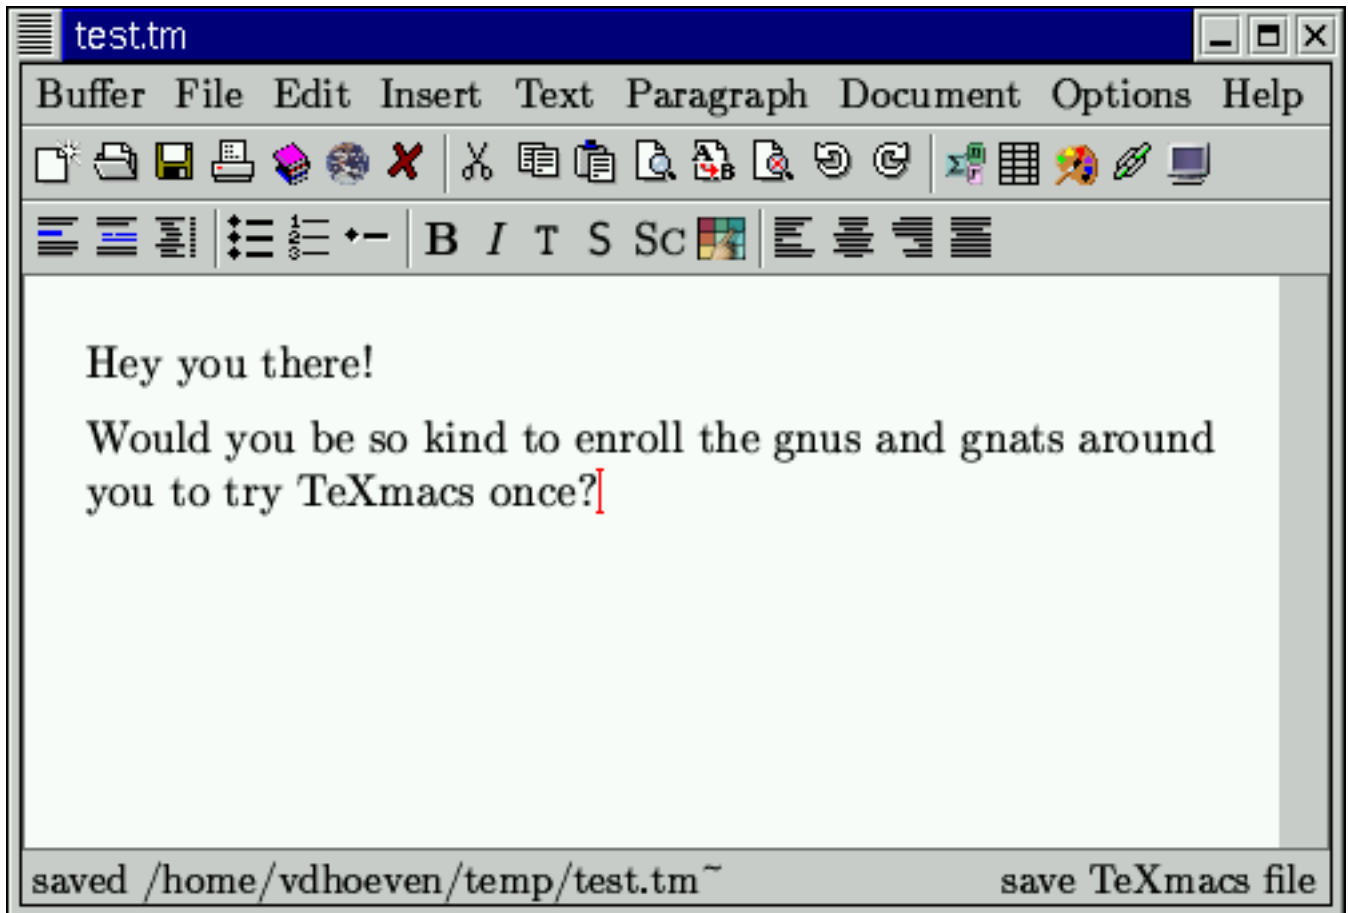 test.tm
Buffer File Edit Insert Text Paragraph Document Options Help
B I T S SC
Hey you there!
Would you be so kind to enroll the gnus and gnats around
you to try TeXmacs once?
saved /home/vdhoeven/temp/test.tm~ save TeXmacs file